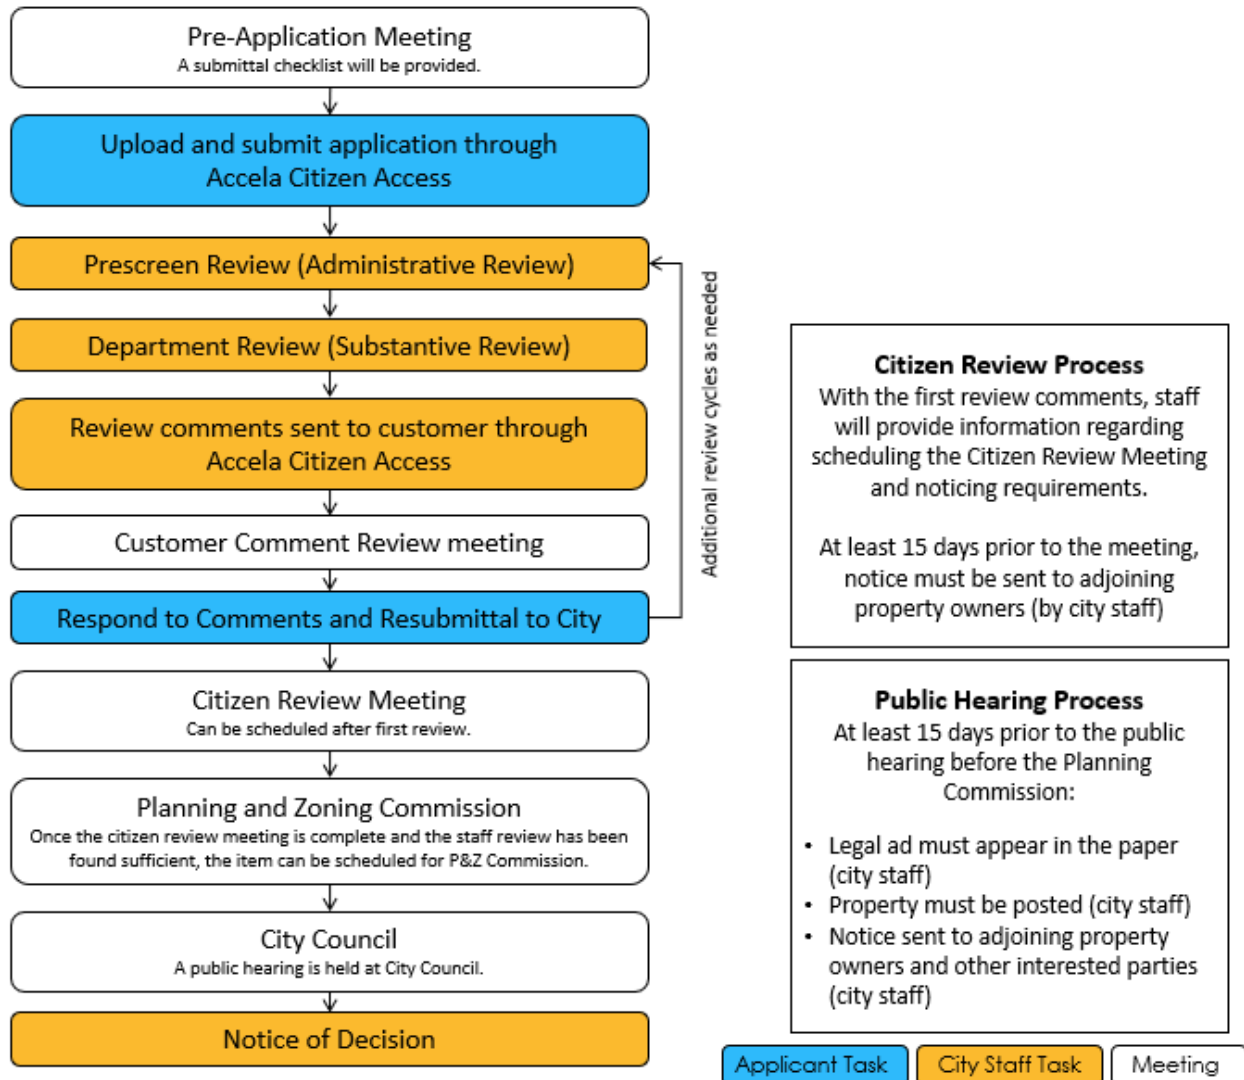 Pre-Application Meeting
A submittal checklist will be provided.
Upload and submit application through
Accela Citizen Access
Prescreen Review (Administrative Review)
Department Review (Substantive Review)
Review comments sent to customer through
Accela Citizen Access
Customer Comment Review meeting
Respond to Comments and Resubmittal to City
Additional review cycles as needed
Citizen Review Meeting
Can be scheduled after first review.
Planning and Zoning Commission
Once the citizen review meeting is complete and the staff review has been
found sufficient, the item can be scheduled for P&Z Commission.
City Council
A public hearing is held at City Council.
Notice of Decision
Citizen Review Process
With the first review comments, staff
will provide information regarding
scheduling the Citizen Review Meeting
and noticing requirements.
At least 15 days prior to the meeting,
notice must be sent to adjoining
property owners (by city staff)
Public Hearing Process
At least 15 days prior to the public
hearing before the Planning
Commission:
• Legal ad must appear in the paper
(city staff)
• Property must be posted (city staff)
• Notice sent to adjoining property
owners and other interested parties
(city staff)
Applicant Task
City Staff Task
Meeting